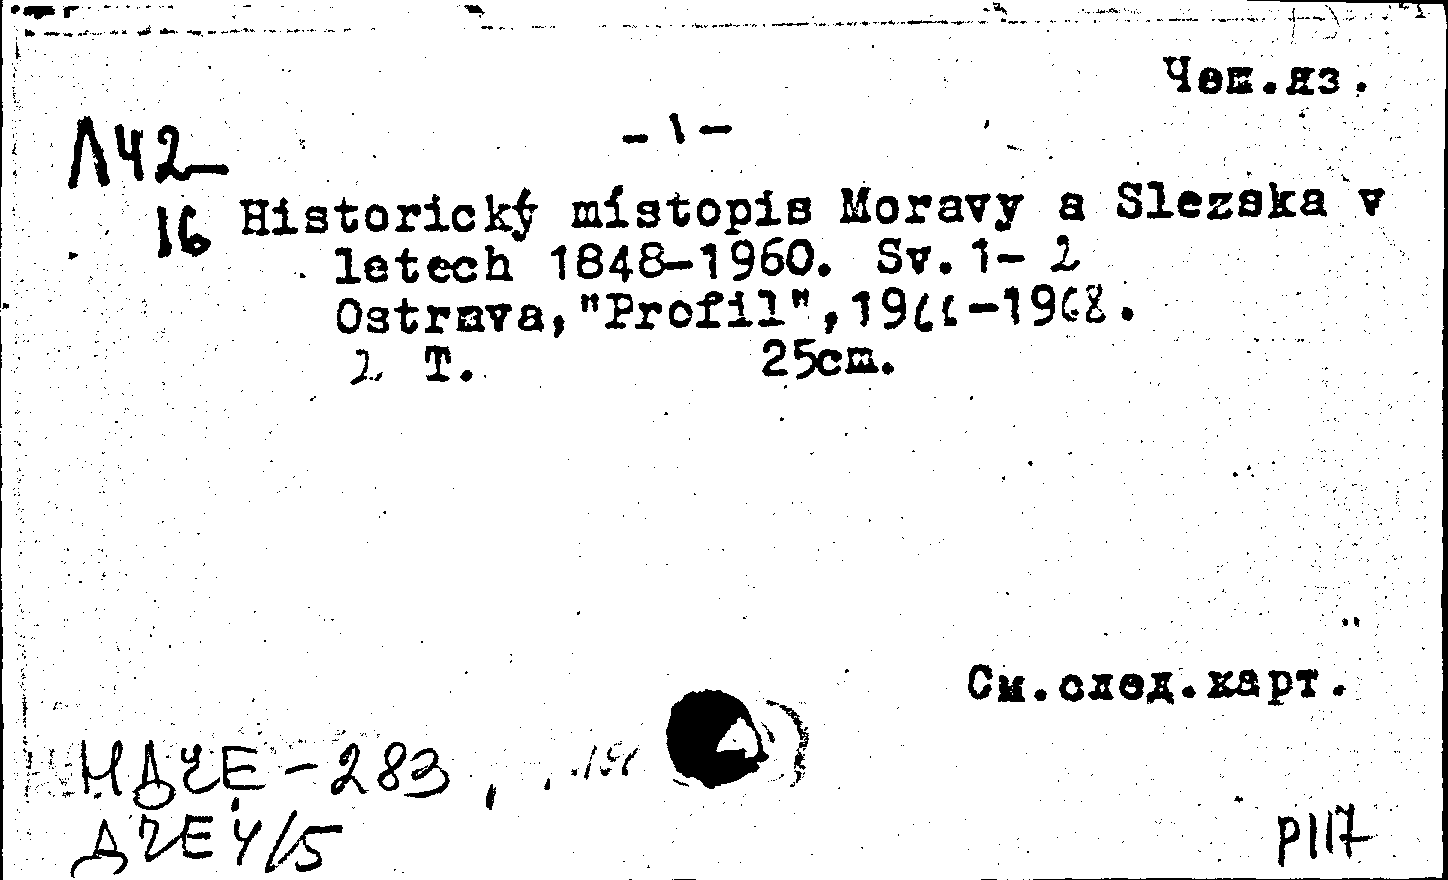 Чеш.яз.
Л42-
- 1 -
16 Historický místopis Moravy a Slezska v
letech 1848-1960. Sv. 1- 2
Ostrava, "Profil", 1966-1968.
2 T. 25cm.
См.след.карт.
НДЧЕ-283,
ДЧЕ 4/5
P117